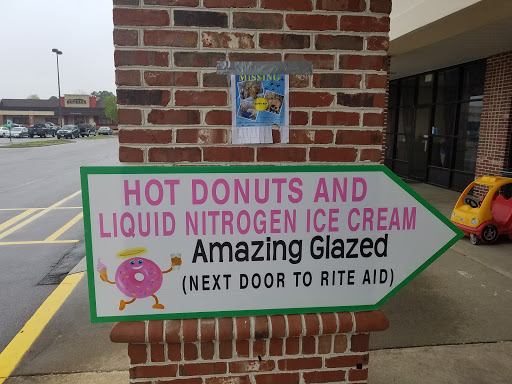 MISSING
HOT DONUTS AND
LIQUID NITROGEN ICE CREAM
Amazing Glazed
(NEXT DOOR TO RITE AID)